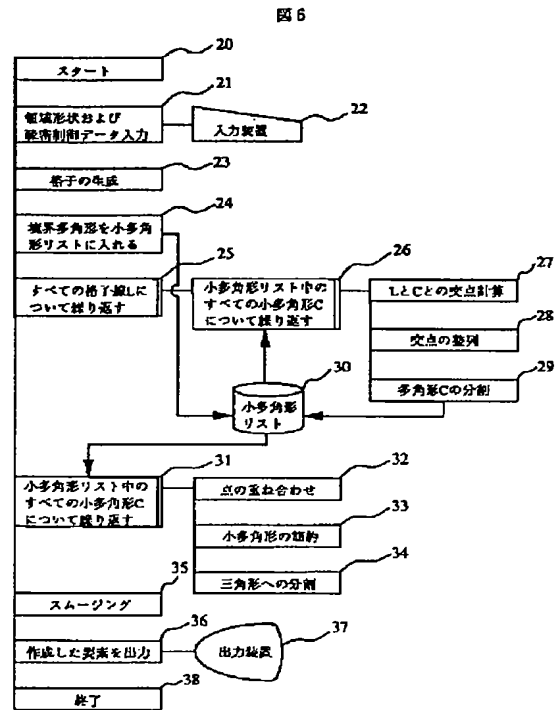 図6
20
スタート
21
領域形状および
疎密制御データ入力
22
入力装置
23
格子の生成
24
境界多角形を小多角
形リストに入れる
25
すべての格子線Lに
ついて繰り返す
26
小多角形リスト中の
すべての小多角形C
について繰り返す
27
LとCとの交点計算
28
交点の整列
29
多角形Cの分割
30
小多角形
リスト
31
小多角形リスト中の
すべての小多角形C
について繰り返す
32
点の重ね合わせ
33
小多角形の縮約
34
三角形への分割
35
スムージング
36
作成した要素を出力
37
出力装置
38
終了